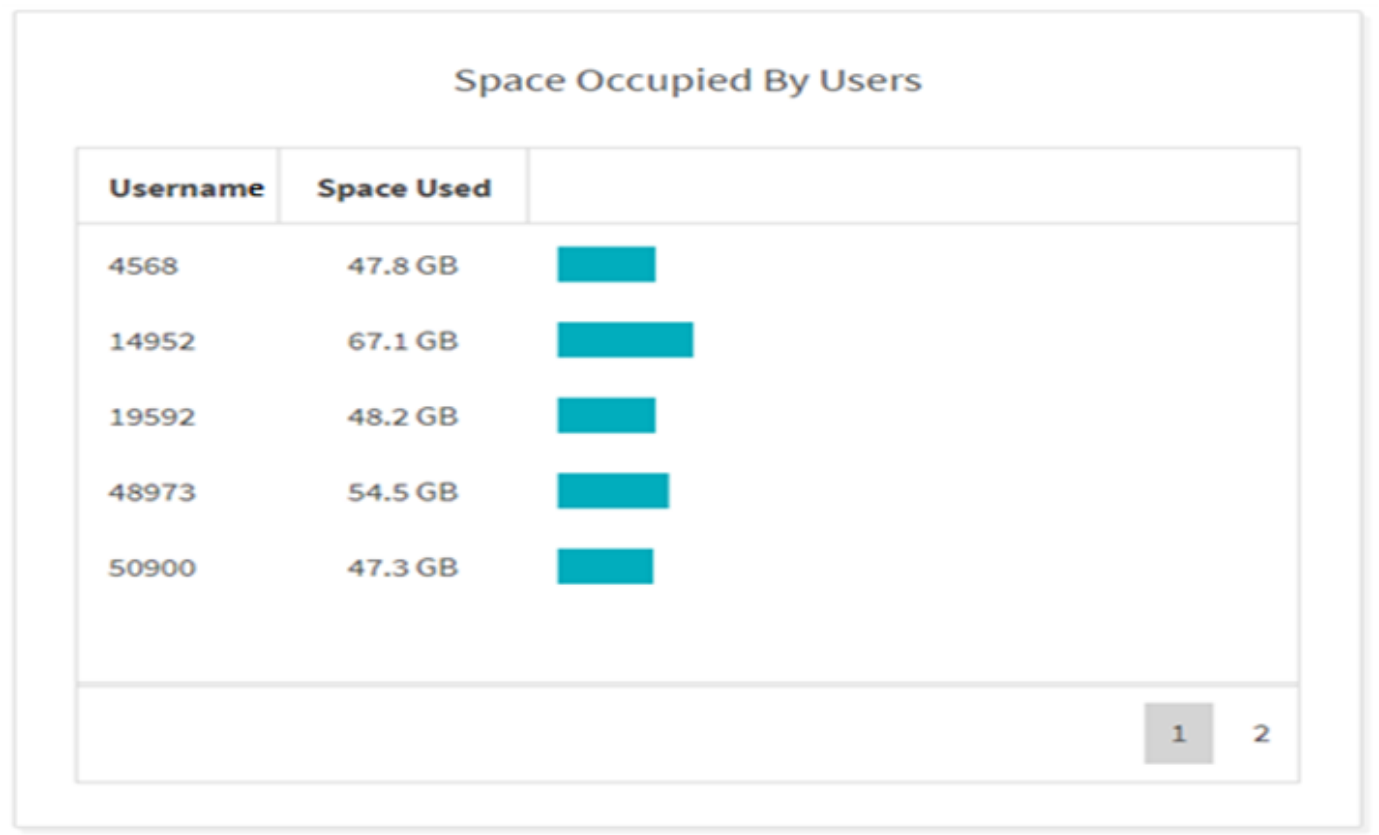 Space Occupied By Users
Username Space Used
4568 47.8 GB
14952 67.1 GB
19592 48.2 GB
48973 54.5 GB
50900 47.3 GB
1 2